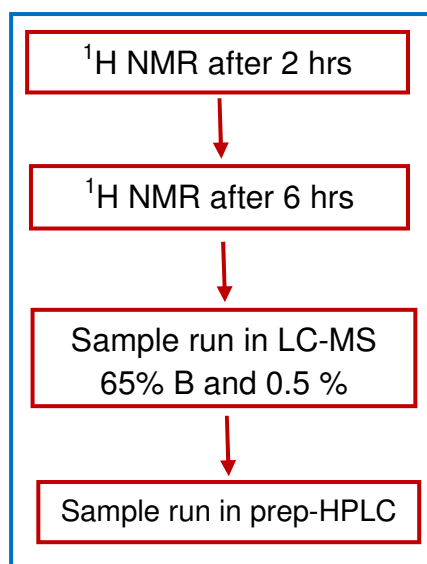 ¹H NMR after 2 hrs
¹H NMR after 6 hrs
Sample run in LC-MS
65% B and 0.5 %
Sample run in prep-HPLC